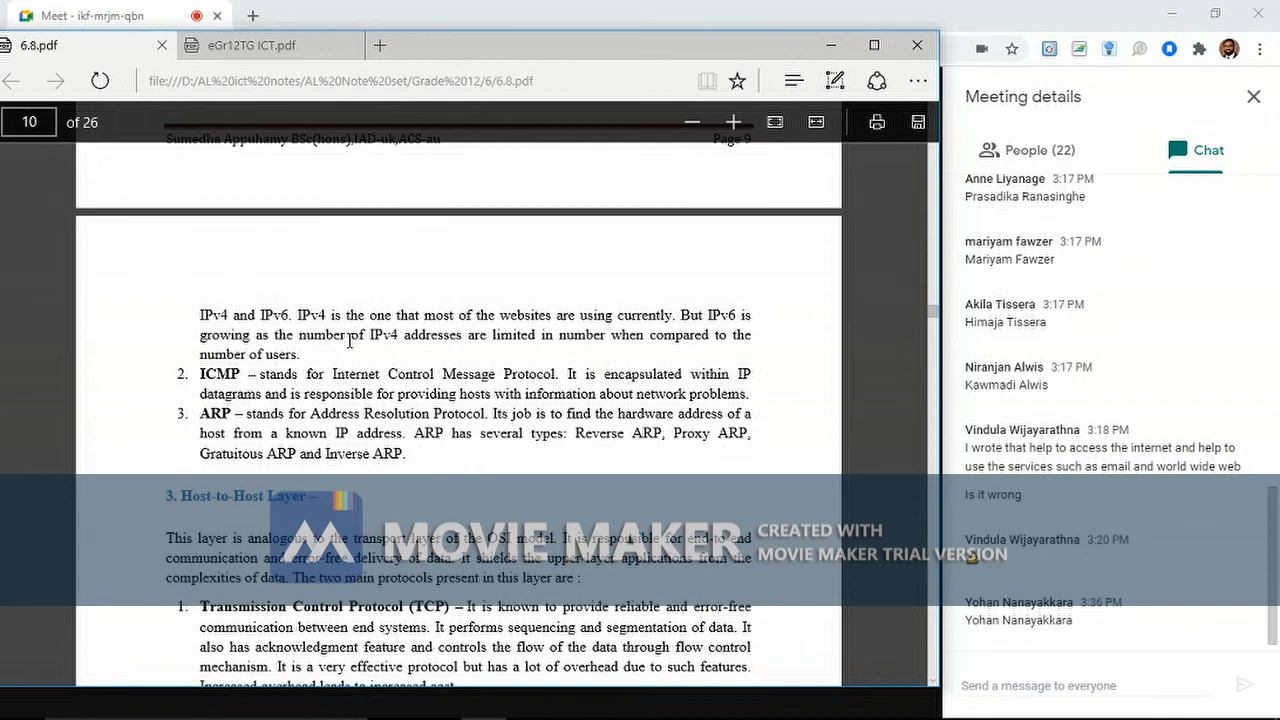 Meet - ikf-mrjm-qbn
6.8.pdf
eGr12TG ICT.pdf
file:///D:/AL%20ict%20notes/AL%20Note%20set/Grade%2012/6/6.8.pdf
10 of 26
Sumedha Appuhamy BSc(hons),IAD-uk,ACS-au Page 9
IPv4 and IPv6. IPv4 is the one that most of the websites are using currently. But IPv6 is
growing as the number of IPv4 addresses are limited in number when compared to the
number of users.
2. ICMP – stands for Internet Control Message Protocol. It is encapsulated within IP
datagrams and is responsible for providing hosts with information about network problems.
3. ARP – stands for Address Resolution Protocol. Its job is to find the hardware address of a
host from a known IP address. ARP has several types: Reverse ARP, Proxy ARP,
Gratuitous ARP and Inverse ARP.
3. Host-to-Host Layer –
This layer is analogous to the transport layer of the OSI model. It is responsible for end-to-end
communication and error-free delivery of data. It shields the upper-layer applications from the
complexities of data. The two main protocols present in this layer are :
1. Transmission Control Protocol (TCP) – It is known to provide reliable and error-free
communication between end systems. It performs sequencing and segmentation of data. It
also has acknowledgment feature and controls the flow of the data through flow control
mechanism. It is a very effective protocol but has a lot of overhead due to such features.
Increased overhead leads to increased cost.
MOVIE MAKER
CREATED WITH
MOVIE MAKER TRIAL VERSION
Meeting details
People (22)
Chat
Anne Liyanage 3:17 PM
Prasadika Ranasinghe
mariyam fawzer 3:17 PM
Mariyam Fawzer
Akila Tissera 3:17 PM
Himaja Tissera
Niranjan Alwis 3:17 PM
Kawmadi Alwis
Vindula Wijayarathna 3:18 PM
I wrote that help to access the internet and help to
use the services such as email and world wide web
Is it wrong
Vindula Wijayarathna 3:20 PM
Yohan Nanayakkara 3:36 PM
Yohan Nanayakkara
Send a message to everyone